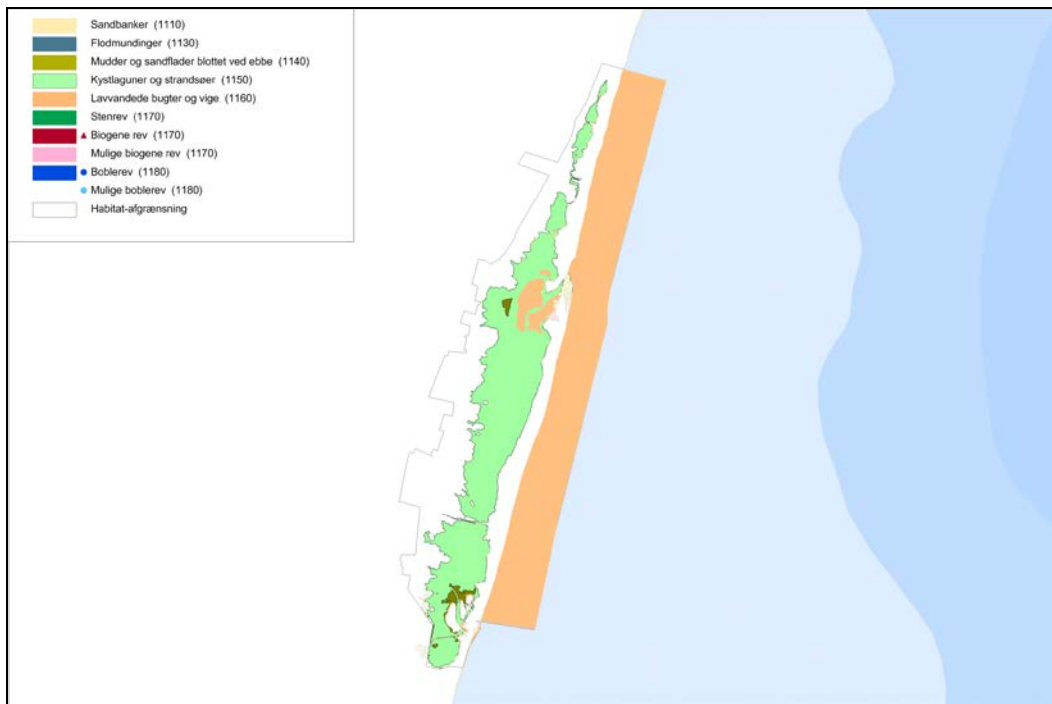 Sandbanker (1110)
Flodmundinger (1130)
Mudder og sandflader blottet ved ebbe (1140)
Kystlaguner og strandsøer (1150)
Lavvandede bugter og vige (1160)
Stenrev (1170)
Biogene rev (1170)
Mulige biogene rev (1170)
Boblerev (1180)
Mulige boblerev (1180)
Habitat-afgrænsning